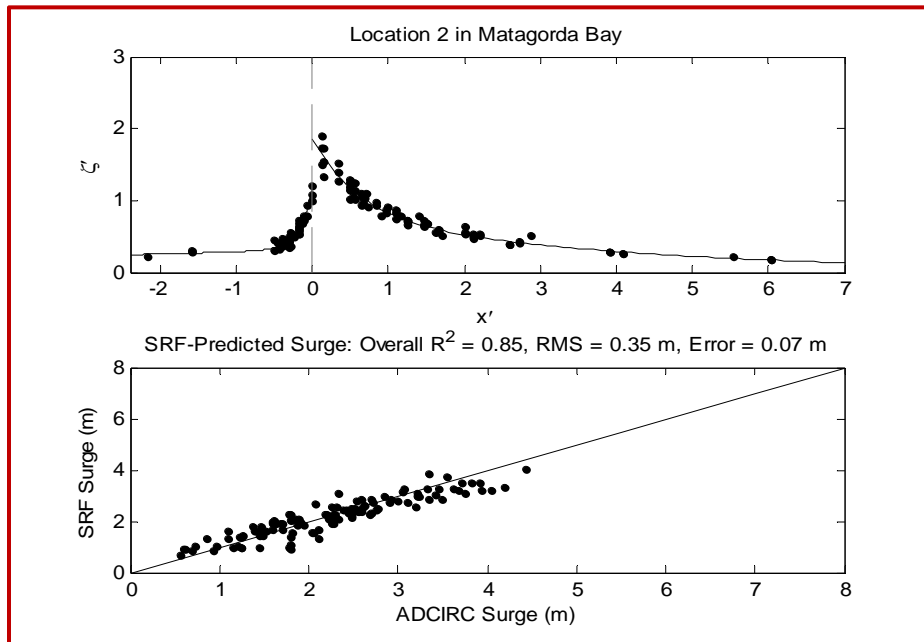 Location 2 in Matagorda Bay
3
2
1
0
ζ'
-2 -1 0 1 2 3 4 5 6 7
x'
SRF-Predicted Surge: Overall R² = 0.85, RMS = 0.35 m, Error = 0.07 m
8
6
4
2
0
SRF Surge (m)
0 1 2 3 4 5 6 7 8
ADCIRC Surge (m)